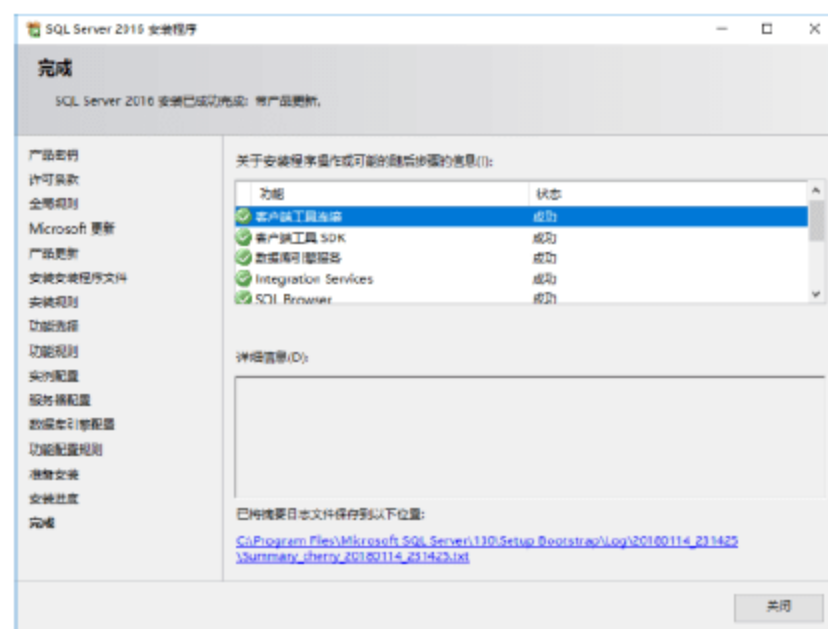 SQL Server 2016 安装程序
完成
SQL Server 2016 安装已成功完成: 带产品更新。
产品密钥
许可条款
全局规则
Microsoft 更新
产品更新
安装安装程序文件
安装规则
功能选择
功能规则
实例配置
服务器配置
数据库引擎配置
功能配置规则
准备安装
安装进度
完成
关于安装程序操作或可能的随后步骤的信息(I):
功能 状态
客户端工具连接 成功
客户端工具 SDK 成功
数据库引擎服务 成功
Integration Services 成功
SQL Browser 成功
详细信息(D):
已将摘要日志文件保存到以下位置:
C:\Program Files\Microsoft SQL Server\130\Setup Bootstrap\Log\20180114_231425
\Summary_cherry_20180114_231425.txt
关闭